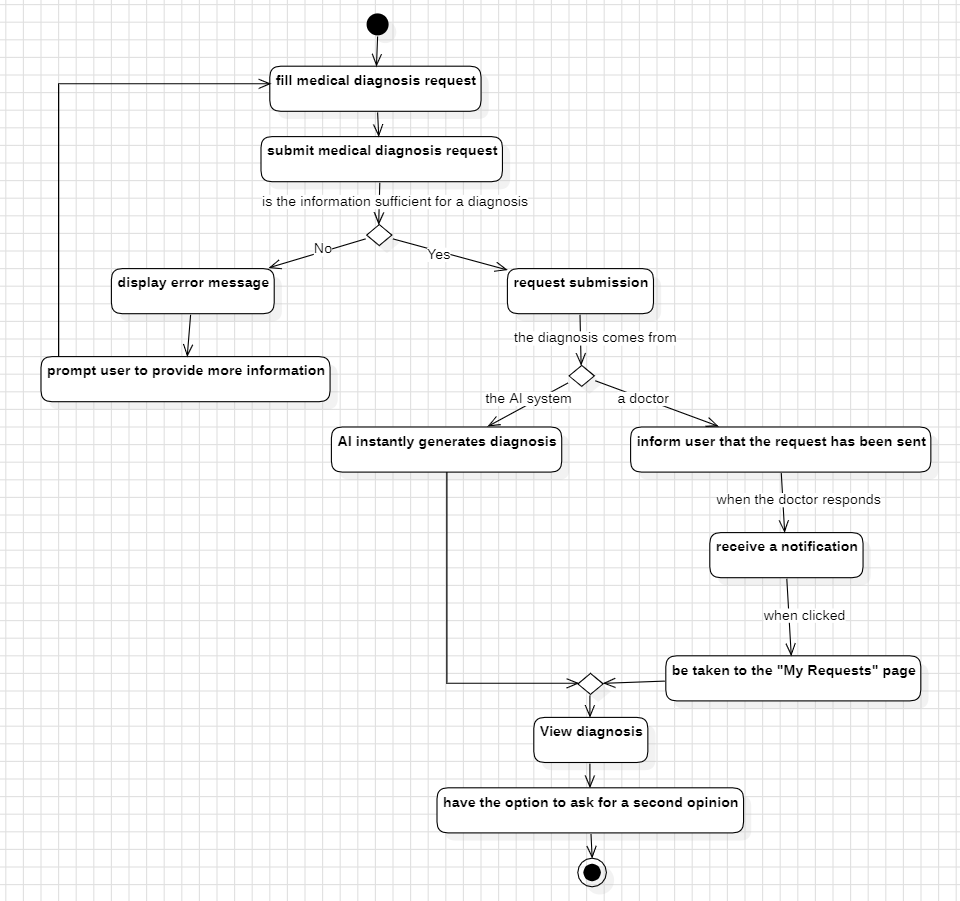 fill medical diagnosis request
submit medical diagnosis request
is the information sufficient for a diagnosis
No
Yes
display error message
request submission
the diagnosis comes from
prompt user to provide more information
the AI system
a doctor
AI instantly generates diagnosis
inform user that the request has been sent
when the doctor responds
receive a notification
when clicked
be taken to the "My Requests" page
View diagnosis
have the option to ask for a second opinion